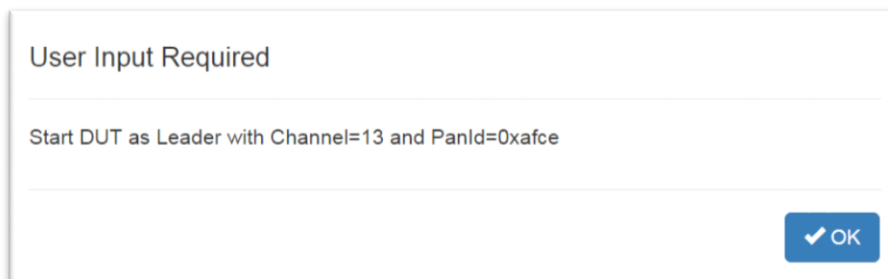 User Input Required
Start DUT as Leader with Channel=13 and PanId=0xafce
OK